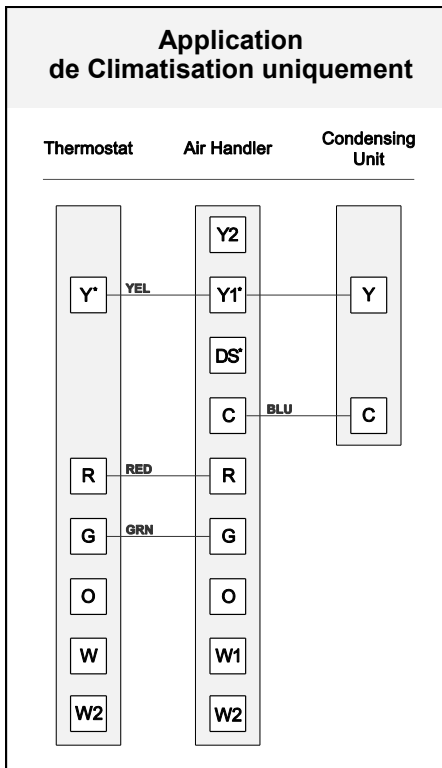 Application
de Climatisation uniquement
Thermostat Air Handler Condensing
Unit
Y2
Y* YEL Y1* Y
DS*
C BLU C
R RED R
G GRN G
O O
W W1
W2 W2